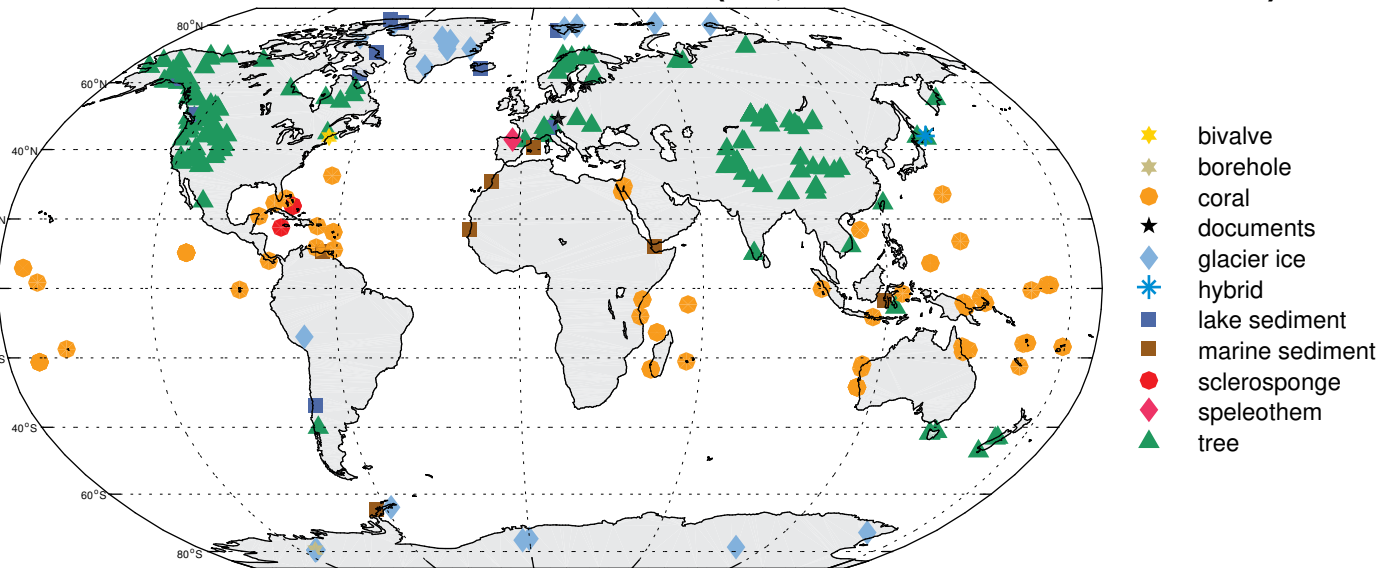 80°N
60°N
40°N
N
S
40°S
60°S
80°S
bivalve
borehole
coral
documents
glacier ice
hybrid
lake sediment
marine sediment
sclerosponge
speleothem
tree